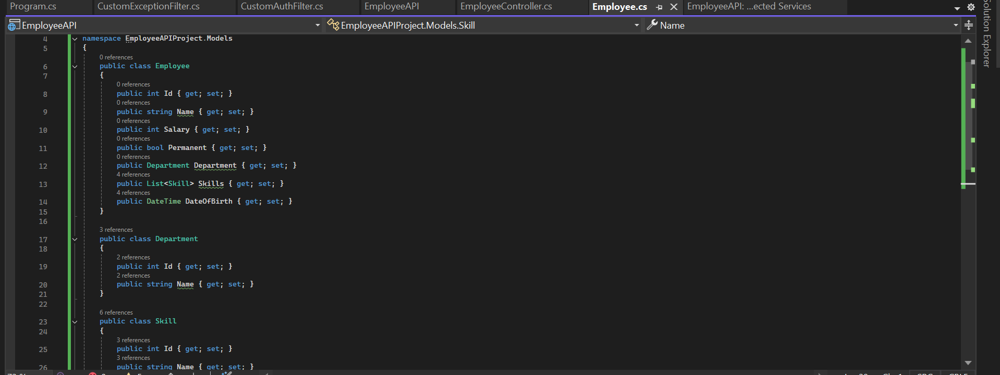 Program.cs CustomExceptionFilter.cs CustomAuthFilter.cs EmployeeAPI EmployeeController.cs Employee.cs EmployeeAPI: ...ected Services
EmployeeAPI EmployeeAPIProject.Models.Skill Name
Solution Explorer
4 namespace EmployeeAPIProject.Models
5 {
0 references
6 public class Employee
7 {
0 references
8 public int Id { get; set; }
0 references
9 public string Name { get; set; }
0 references
10 public int Salary { get; set; }
0 references
11 public bool Permanent { get; set; }
0 references
12 public Department Department { get; set; }
4 references
13 public List<Skill> Skills { get; set; }
4 references
14 public DateTime DateOfBirth { get; set; }
15 }
16
3 references
17 public class Department
18 {
2 references
19 public int Id { get; set; }
2 references
20 public string Name { get; set; }
21 }
22
6 references
23 public class Skill
24 {
3 references
25 public int Id { get; set; }
3 references
26 public string Name { get; set; }